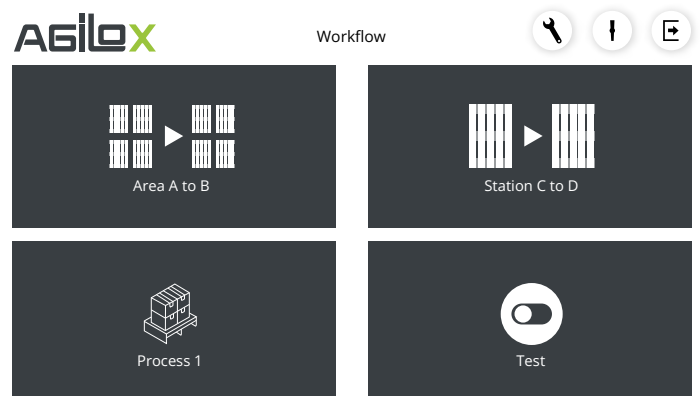 AGILOX
Workflow
Area A to B
Station C to D
Process 1
Test